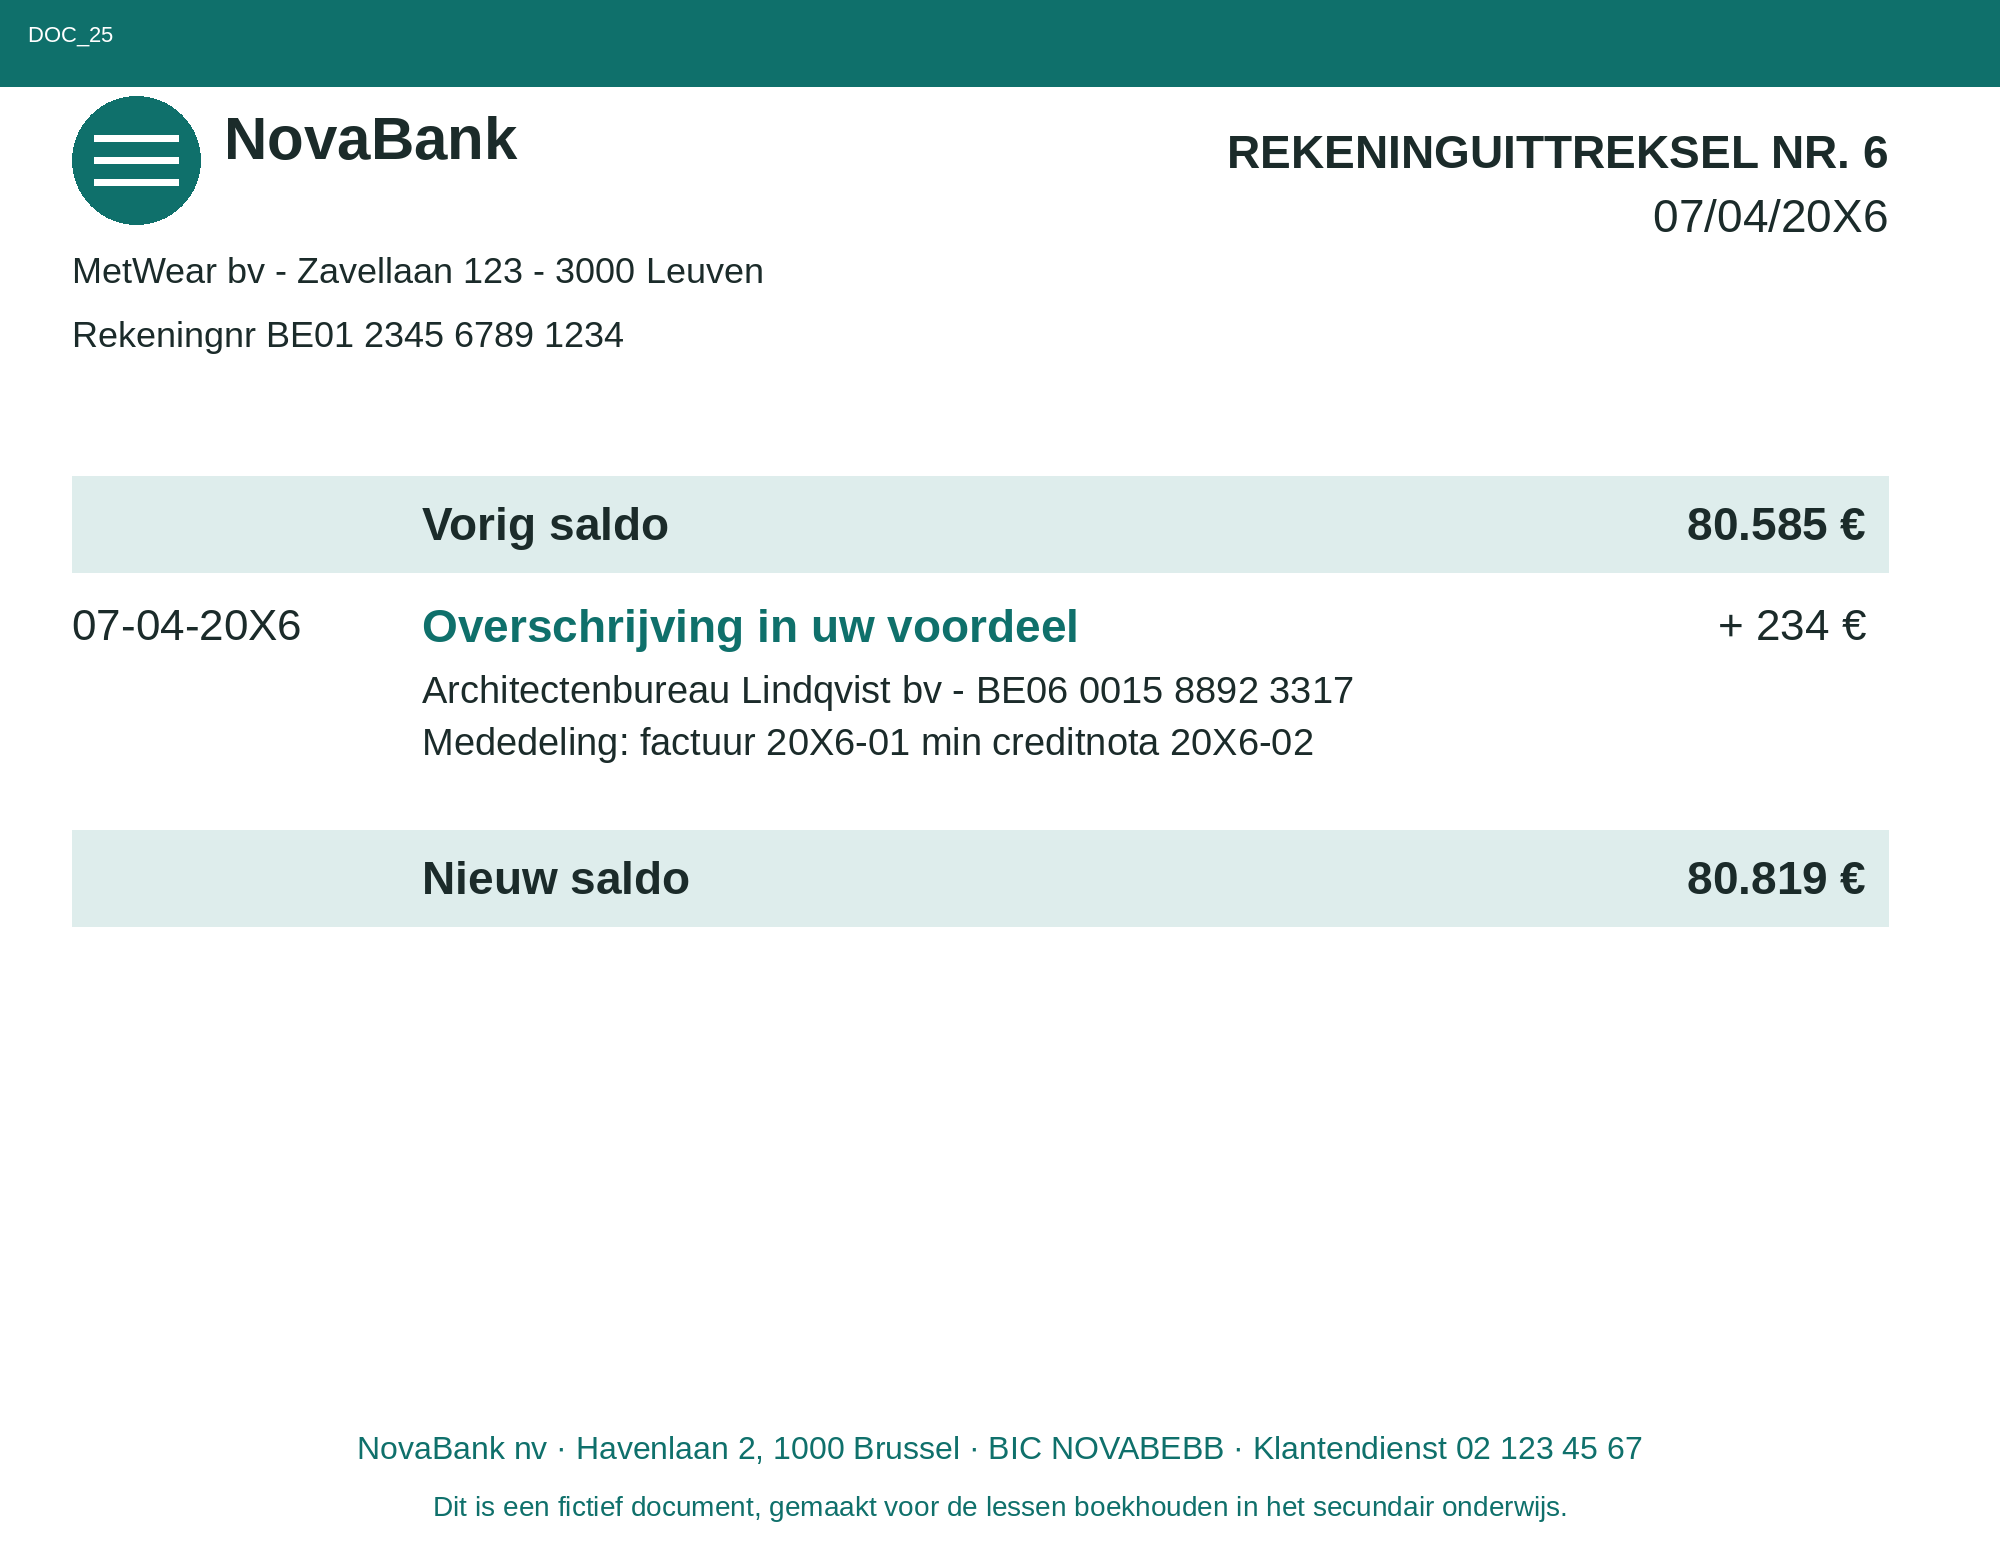 DOC_25
NovaBank
REKENINGUITTREKSEL NR. 6
07/04/20X6
MetWear bv - Zavellaan 123 - 3000 Leuven
Rekeningnr BE01 2345 6789 1234
Vorig saldo 80.585 €
07-04-20X6 Overschrijving in uw voordeel + 234 €
Architectenbureau Lindqvist bv - BE06 0015 8892 3317
Mededeling: factuur 20X6-01 min creditnota 20X6-02
Nieuw saldo 80.819 €
NovaBank nv · Havenlaan 2, 1000 Brussel · BIC NOVABEBB · Klantendienst 02 123 45 67
Dit is een fictief document, gemaakt voor de lessen boekhouden in het secundair onderwijs.